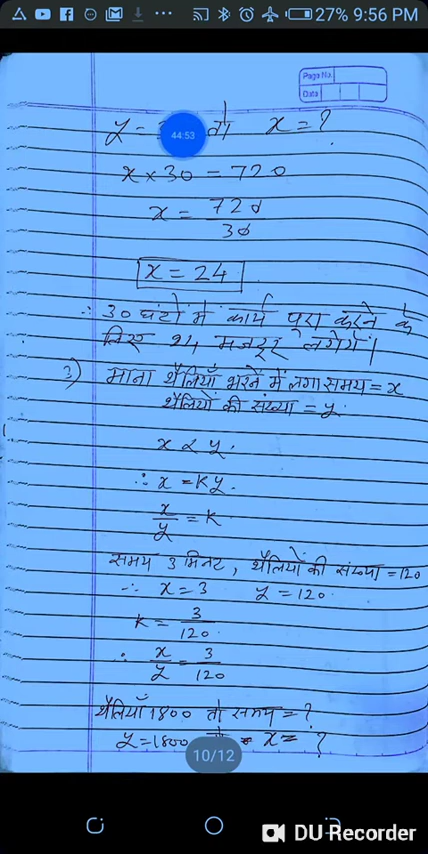 27% 9:56 PM
Page No.
Date
y = तो x = ?
44:53
x × 30 = 720
x = 720/30
x = 24
∴ 30 घंटों में कार्य पूरा करने के
लिए 24 मजदूर लगेगें।
3) माना थैलियाँ भरनें में लगा समय = x
थैलियों की संख्या = y.
x ∝ y.
∴ x = Ky.
x/y = K
समय 3 मिनट, थैलियों की संख्या = 120
∴ x = 3 y = 120.
K = 3/120.
∴ x/y = 3/120
थैलियाँ 1800 तो समय = ?
y = 1800 x = ?
10/12
DU Recorder